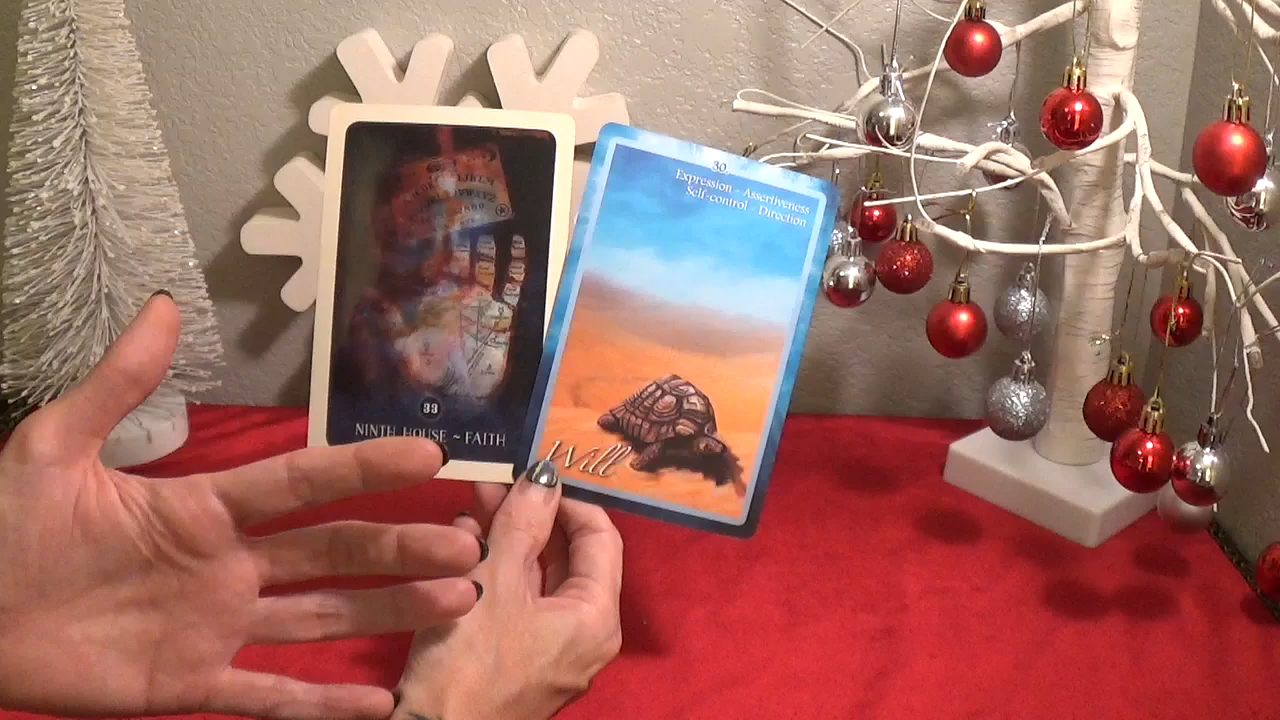 33
NINTH HOUSE ~ FAITH
30
Expression - Assertiveness
Self-control - Direction
Will